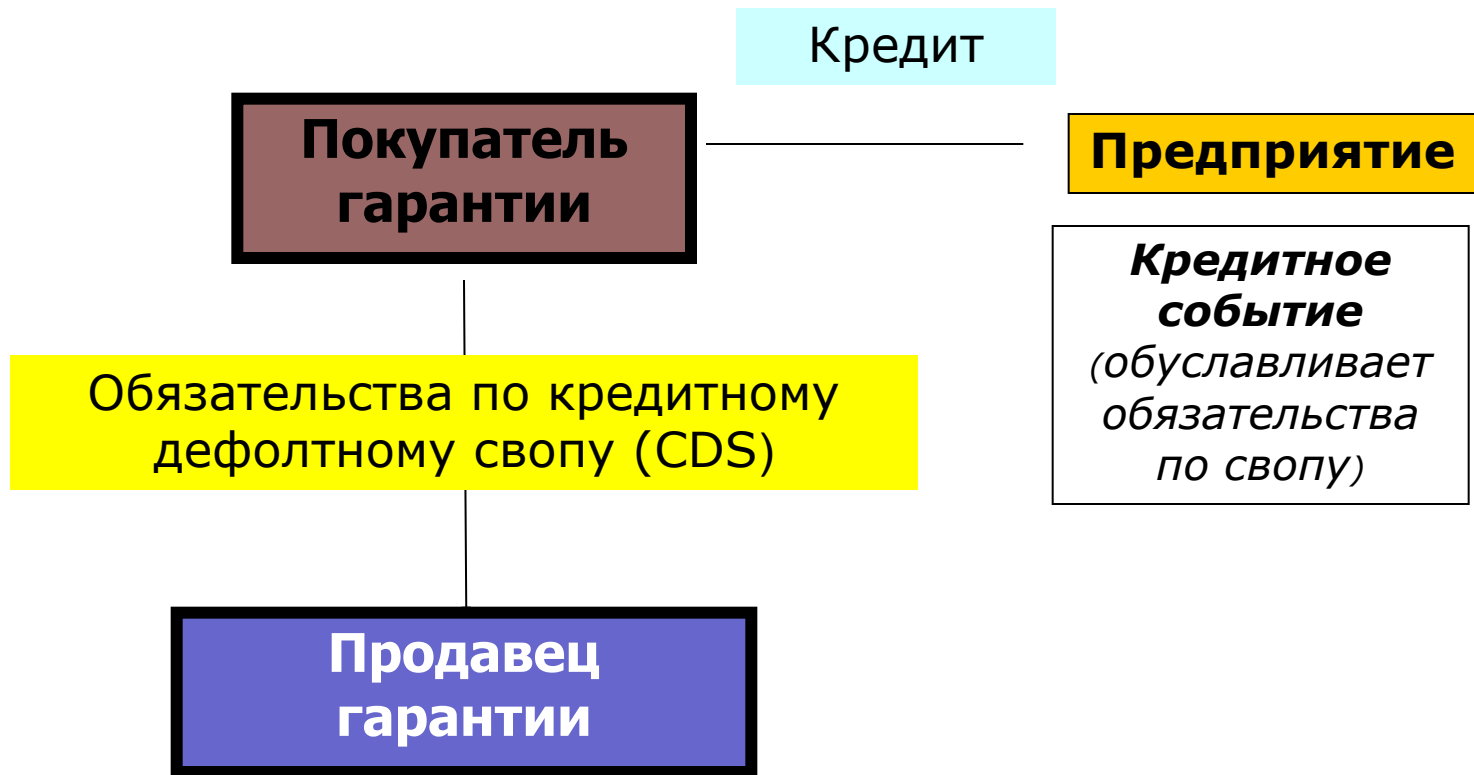 Кредит
Покупатель
гарантии
Предприятие
Кредитное
событие
(обуславливает
обязательства
по свопу)
Обязательства по кредитному
дефолтному свопу (CDS)
Продавец
гарантии